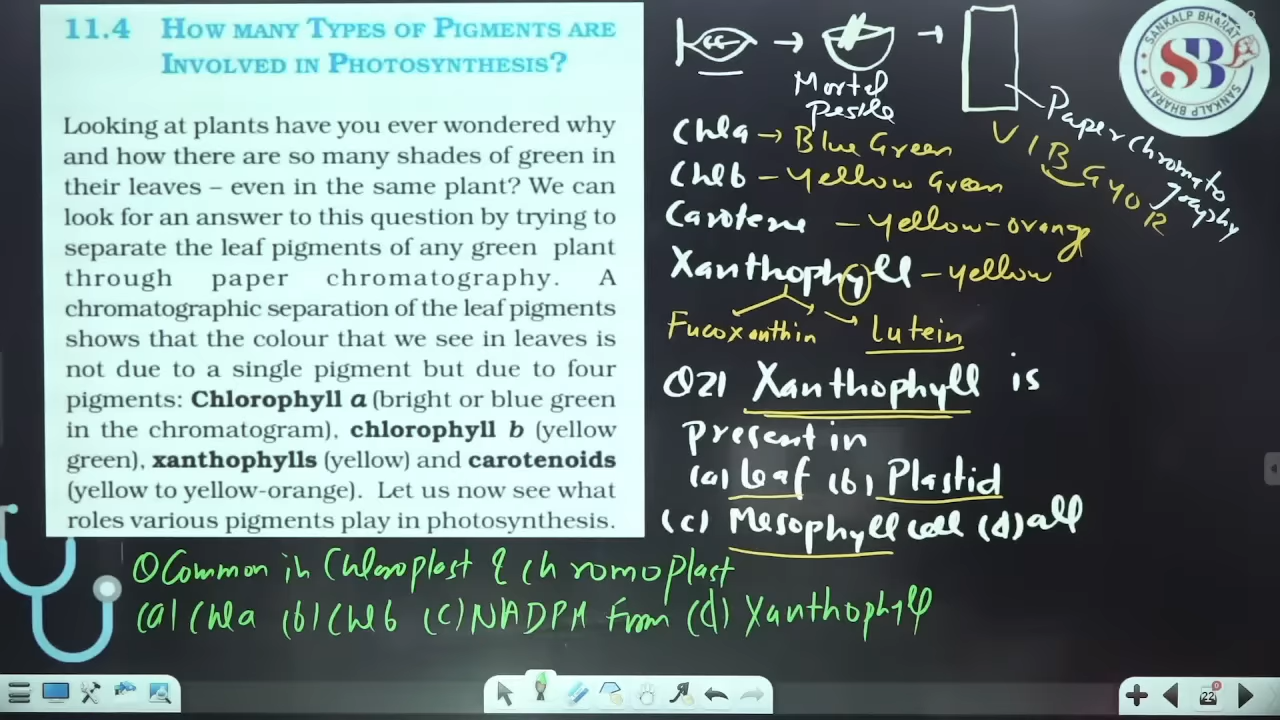 11.4 HOW MANY TYPES OF PIGMENTS ARE
INVOLVED IN PHOTOSYNTHESIS?
Looking at plants have you ever wondered why
and how there are so many shades of green in
their leaves – even in the same plant? We can
look for an answer to this question by trying to
separate the leaf pigments of any green plant
through paper chromatography. A
chromatographic separation of the leaf pigments
shows that the colour that we see in leaves is
not due to a single pigment but due to four
pigments: Chlorophyll a (bright or blue green
in the chromatogram), chlorophyll b (yellow
green), xanthophylls (yellow) and carotenoids
(yellow to yellow-orange). Let us now see what
roles various pigments play in photosynthesis.
Mortel
Pestle
Paper Chromato
graphy
VIBGYOR
Chla → Blue Green
Chlb – Yellow Green
Carotene – Yellow-orange
Xanthophyll – Yellow
Fucoxanthin Lutein
Q21 Xanthophyll is
present in
(a) Leaf (b) Plastid
(c) Mesophyll cell (d) all
Q Common in Chloroplast & chromoplast
(a) Chla (b) Chlb (c) NADPH from (d) Xanthophyll
SANKALP BHARAT
SB
SANKALP BHARAT
22